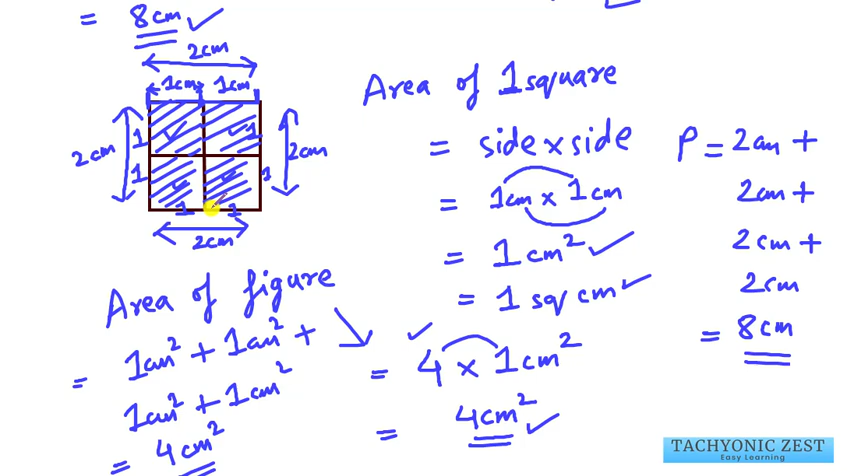 = 8cm ✓
2cm
1cm 1cm
2cm 1 1 2cm
1 1
1 1
2cm
Area of 1 square
= side × side
= 1cm × 1cm
= 1cm² ✓
= 1 sq cm ✓
P = 2cm +
2cm +
2cm +
2cm
= 8cm
Area of figure
= 1cm² + 1cm² +
1cm² + 1cm²
= 4cm²
= 4 × 1cm²
= 4cm² ✓
TACHYONIC ZEST
Easy Learning